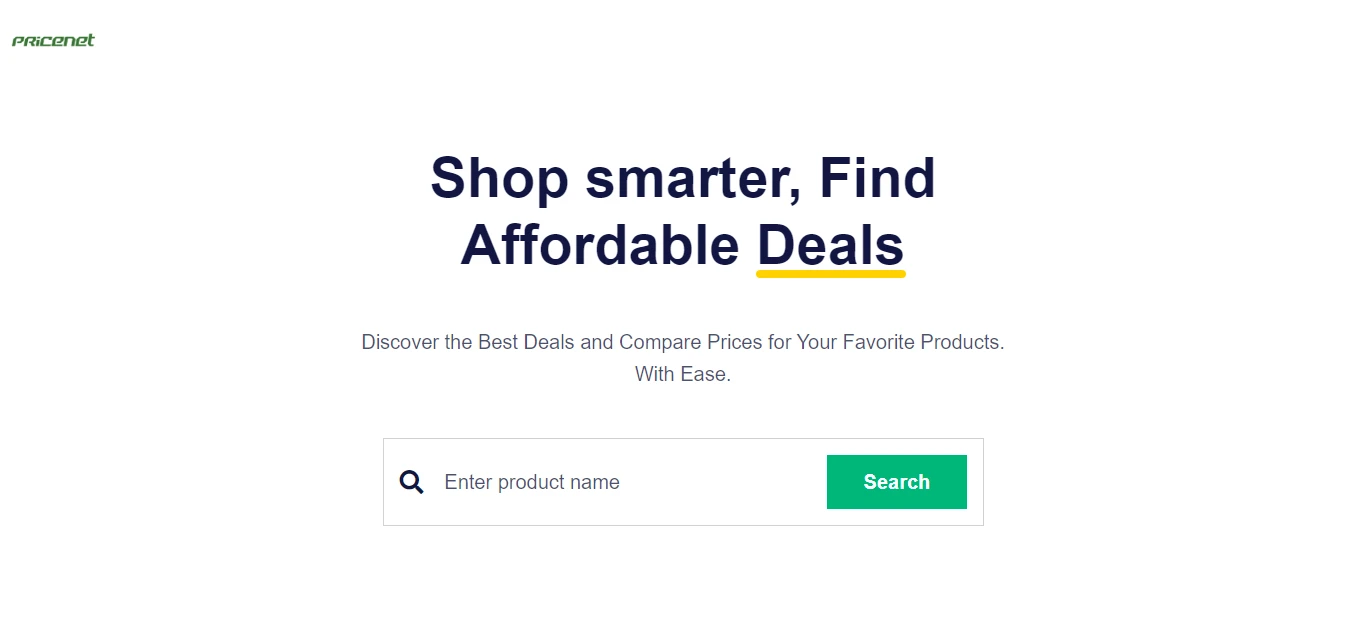 PRiCENET
Shop smarter, Find
Affordable Deals
Discover the Best Deals and Compare Prices for Your Favorite Products.
With Ease.
Enter product name
Search